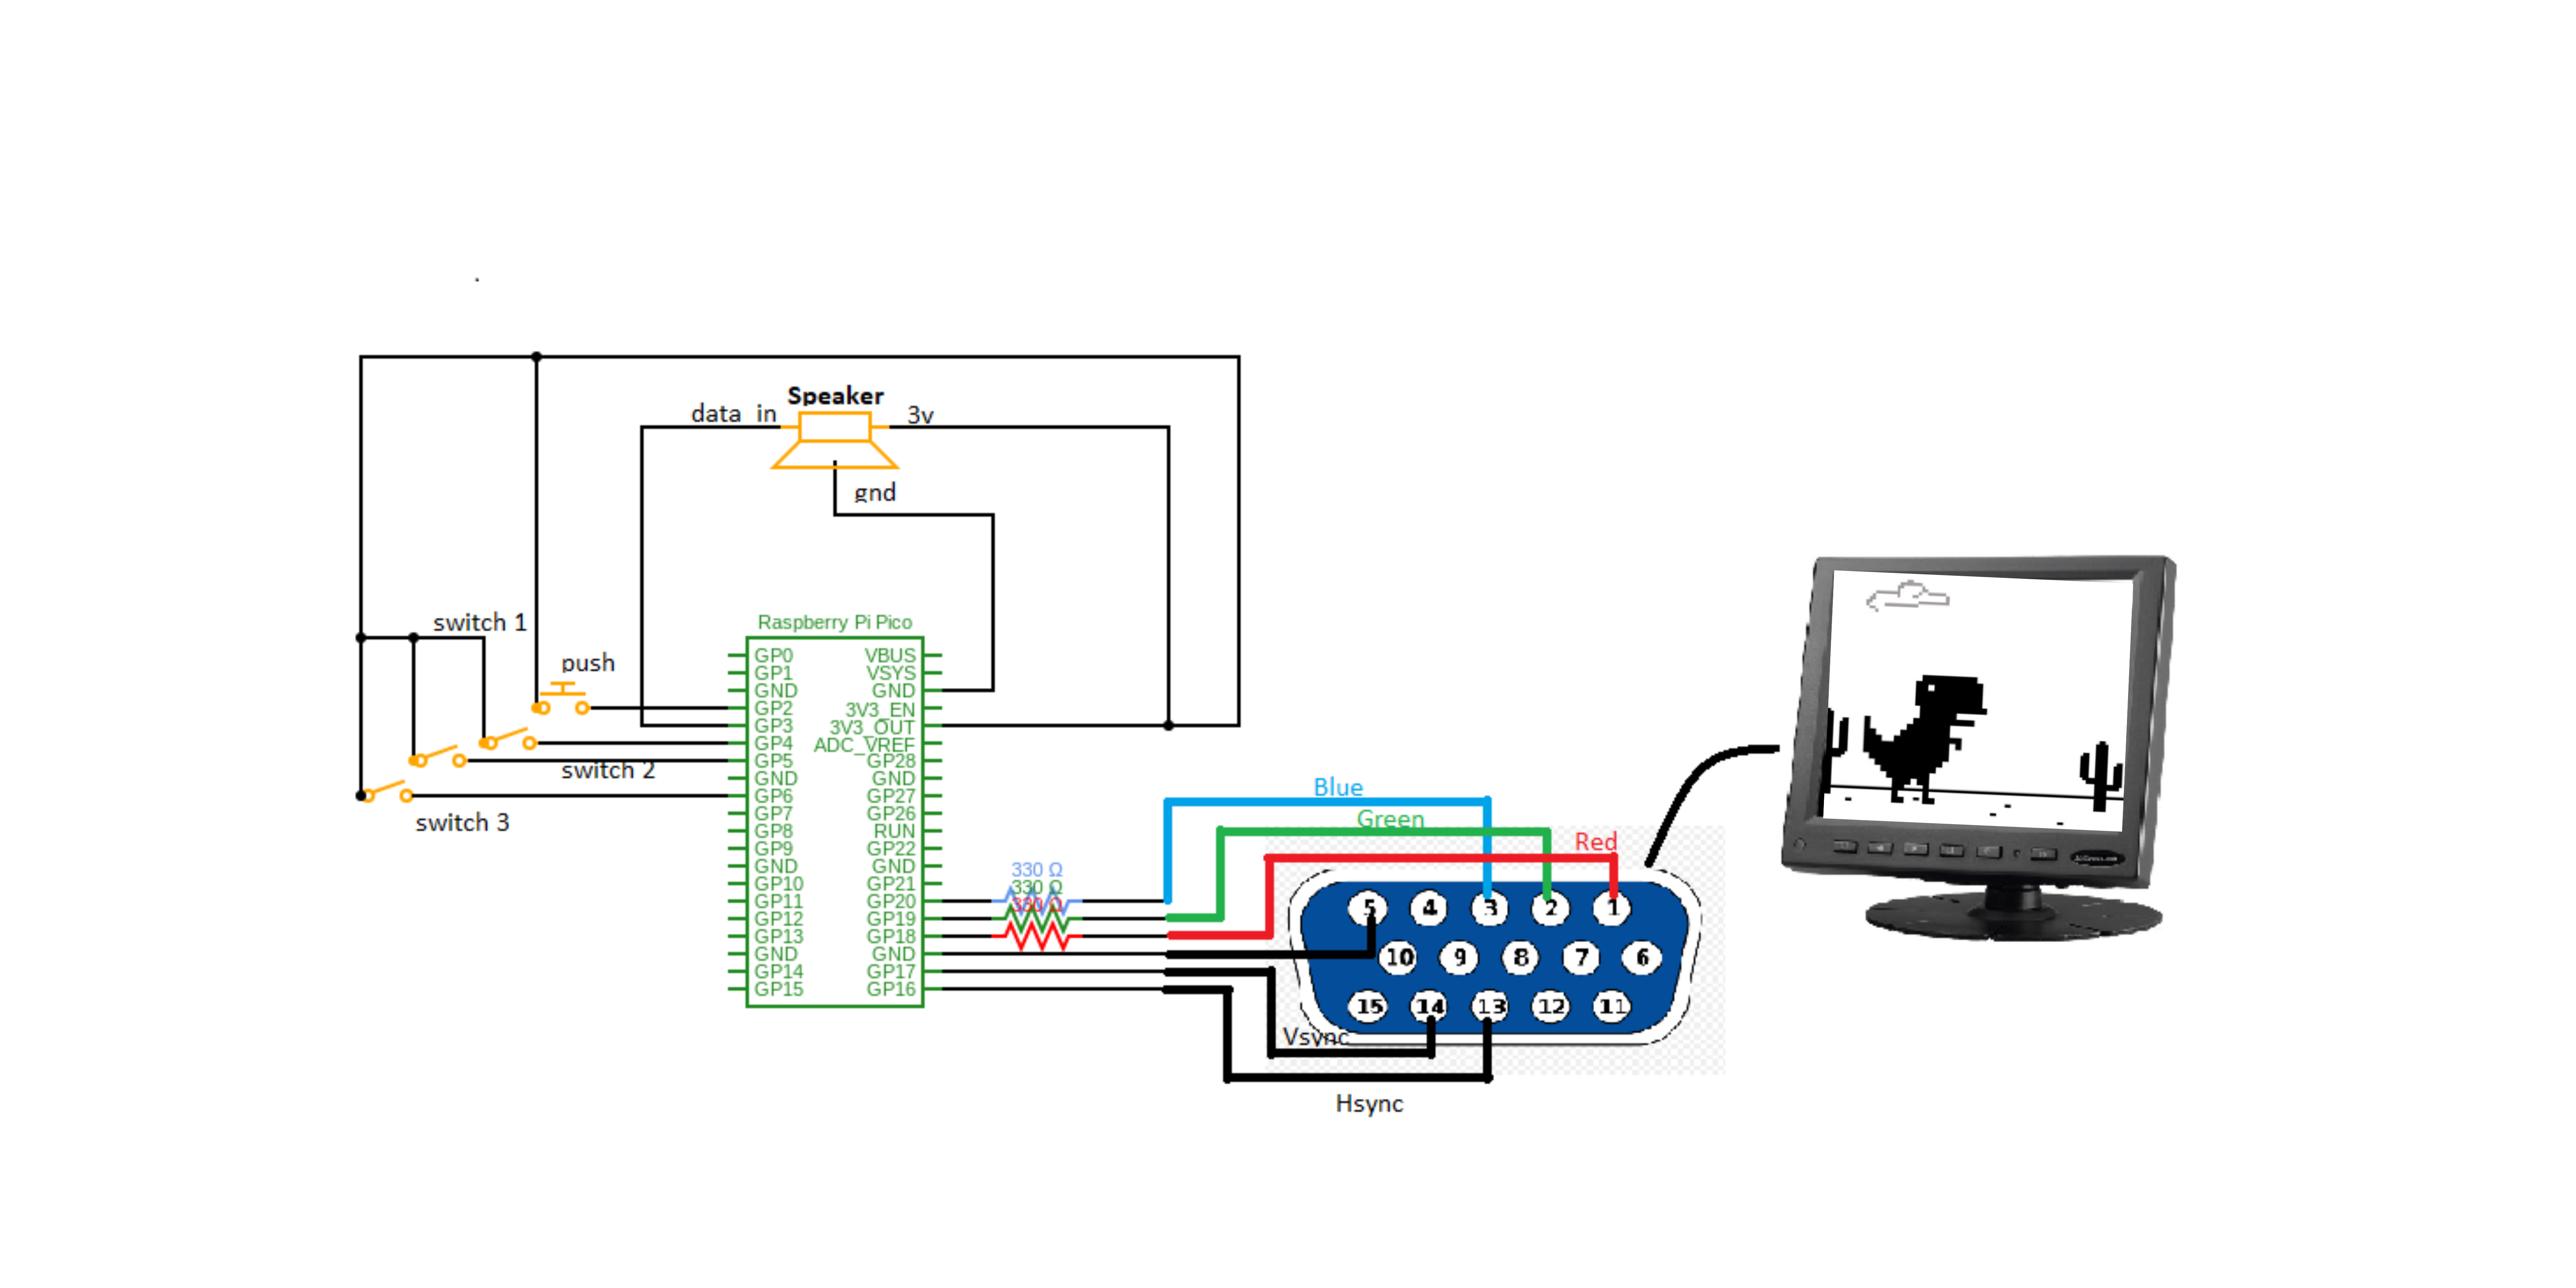 Speaker
data in
3v
gnd
switch 1
push
switch 2
switch 3
Raspberry Pi Pico
GP0 VBUS
GP1 VSYS
GND GND
GP2 3V3_EN
GP3 3V3_OUT
GP4 ADC_VREF
GP5 GP28
GND GND
GP6 GP27
GP7 GP26
GP8 RUN
GP9 GP22
GND GND
GP10 GP21
GP11 GP20
GP12 GP19
GP13 GP18
GND GND
GP14 GP17
GP15 GP16
330 Ω
330 Ω
330 Ω
Blue
Green
Red
5 4 3 2 1
10 9 8 7 6
15 14 13 12 11
Vsync
Hsync